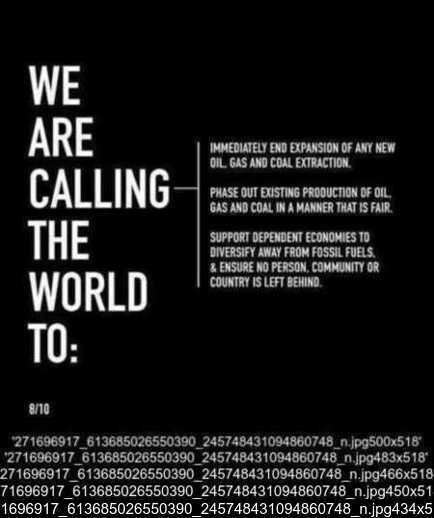 WE
ARE
CALLING
THE
WORLD
TO:
IMMEDIATELY END EXPANSION OF ANY NEW
OIL, GAS AND COAL EXTRACTION.
PHASE OUT EXISTING PRODUCTION OF OIL,
GAS AND COAL IN A MANNER THAT IS FAIR.
SUPPORT DEPENDENT ECONOMIES TO
DIVERSIFY AWAY FROM FOSSIL FUELS,
& ENSURE NO PERSON, COMMUNITY OR
COUNTRY IS LEFT BEHIND.
8/10
'271696917_613685026550390_245748431094860748_n.jpg500x518'
'271696917_613685026550390_245748431094860748_n.jpg483x518'
271696917_613685026550390_245748431094860748_n.jpg466x518
71696917_613685026550390_245748431094860748_n.jpg450x51
1696917_613685026550390_245748431094860748_n.jpg434x5